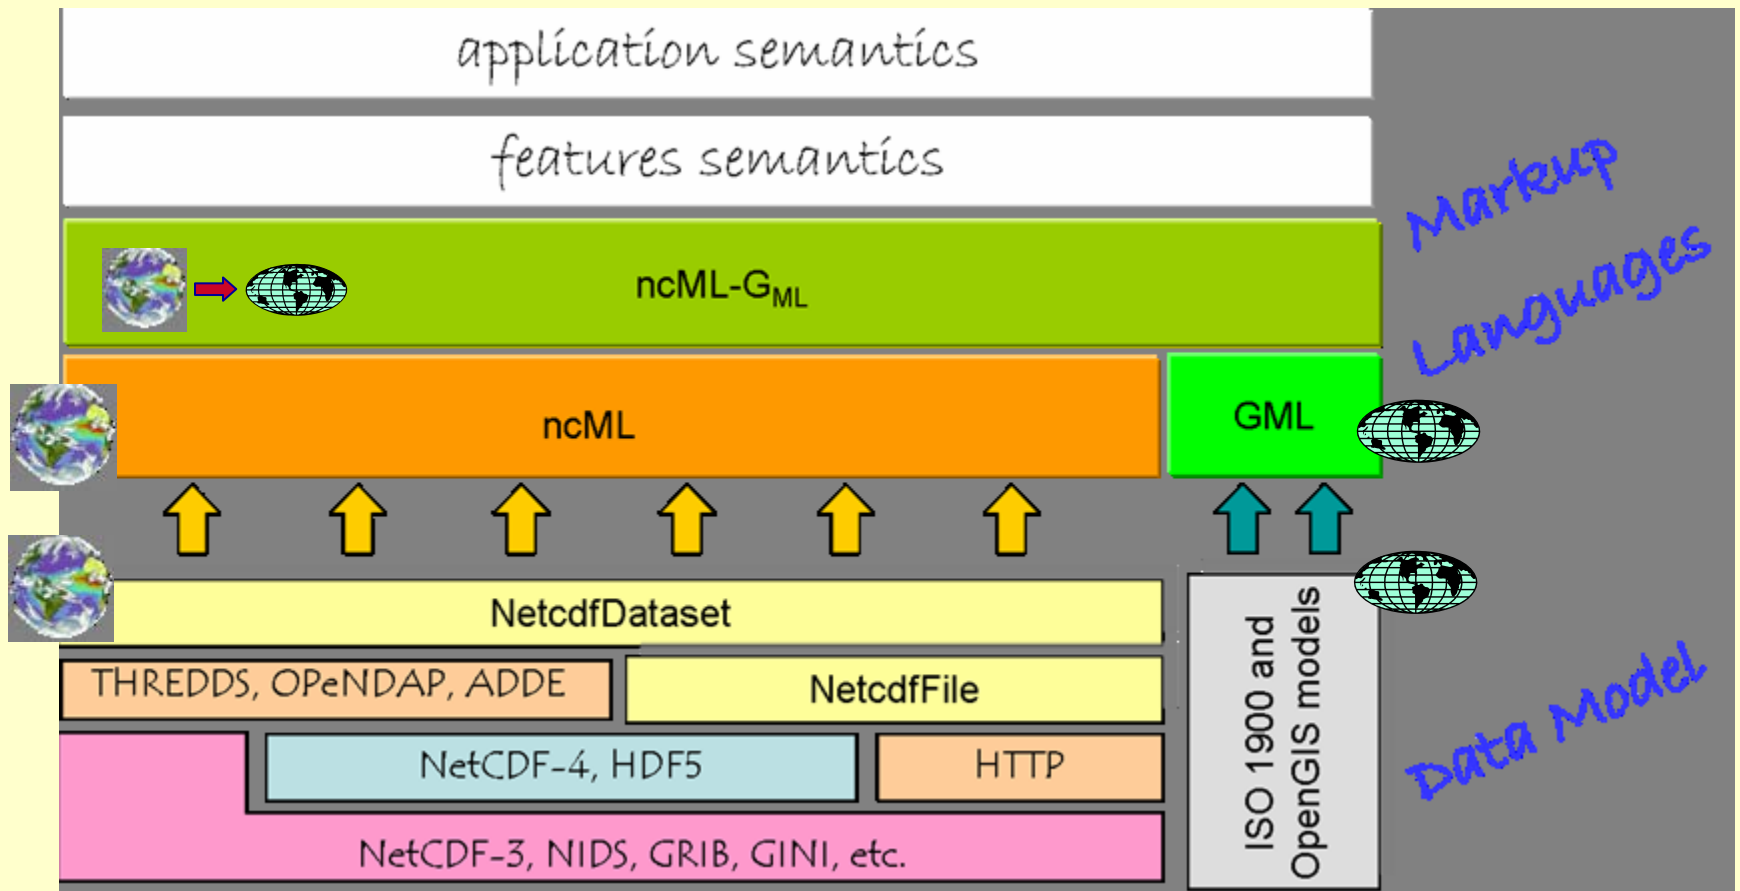 application semantics
features semantics
Markup
Languages
ncML-GML
ncML
GML
NetcdfDataset
THREDDS, OPeNDAP, ADDE
NetcdfFile
NetCDF-4, HDF5
HTTP
NetCDF-3, NIDS, GRIB, GINI, etc.
ISO 1900 and
OpenGIS models
Data Model